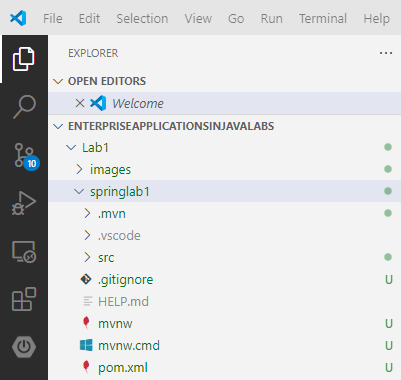 File Edit Selection View Go Run Terminal Help
EXPLORER
OPEN EDITORS
Welcome
ENTERPRISEAPPLICATIONSINJAVALABS
Lab1
images
springlab1
.mvn
.vscode
src
.gitignore U
HELP.md
mvnw U
mvnw.cmd U
pom.xml U
10